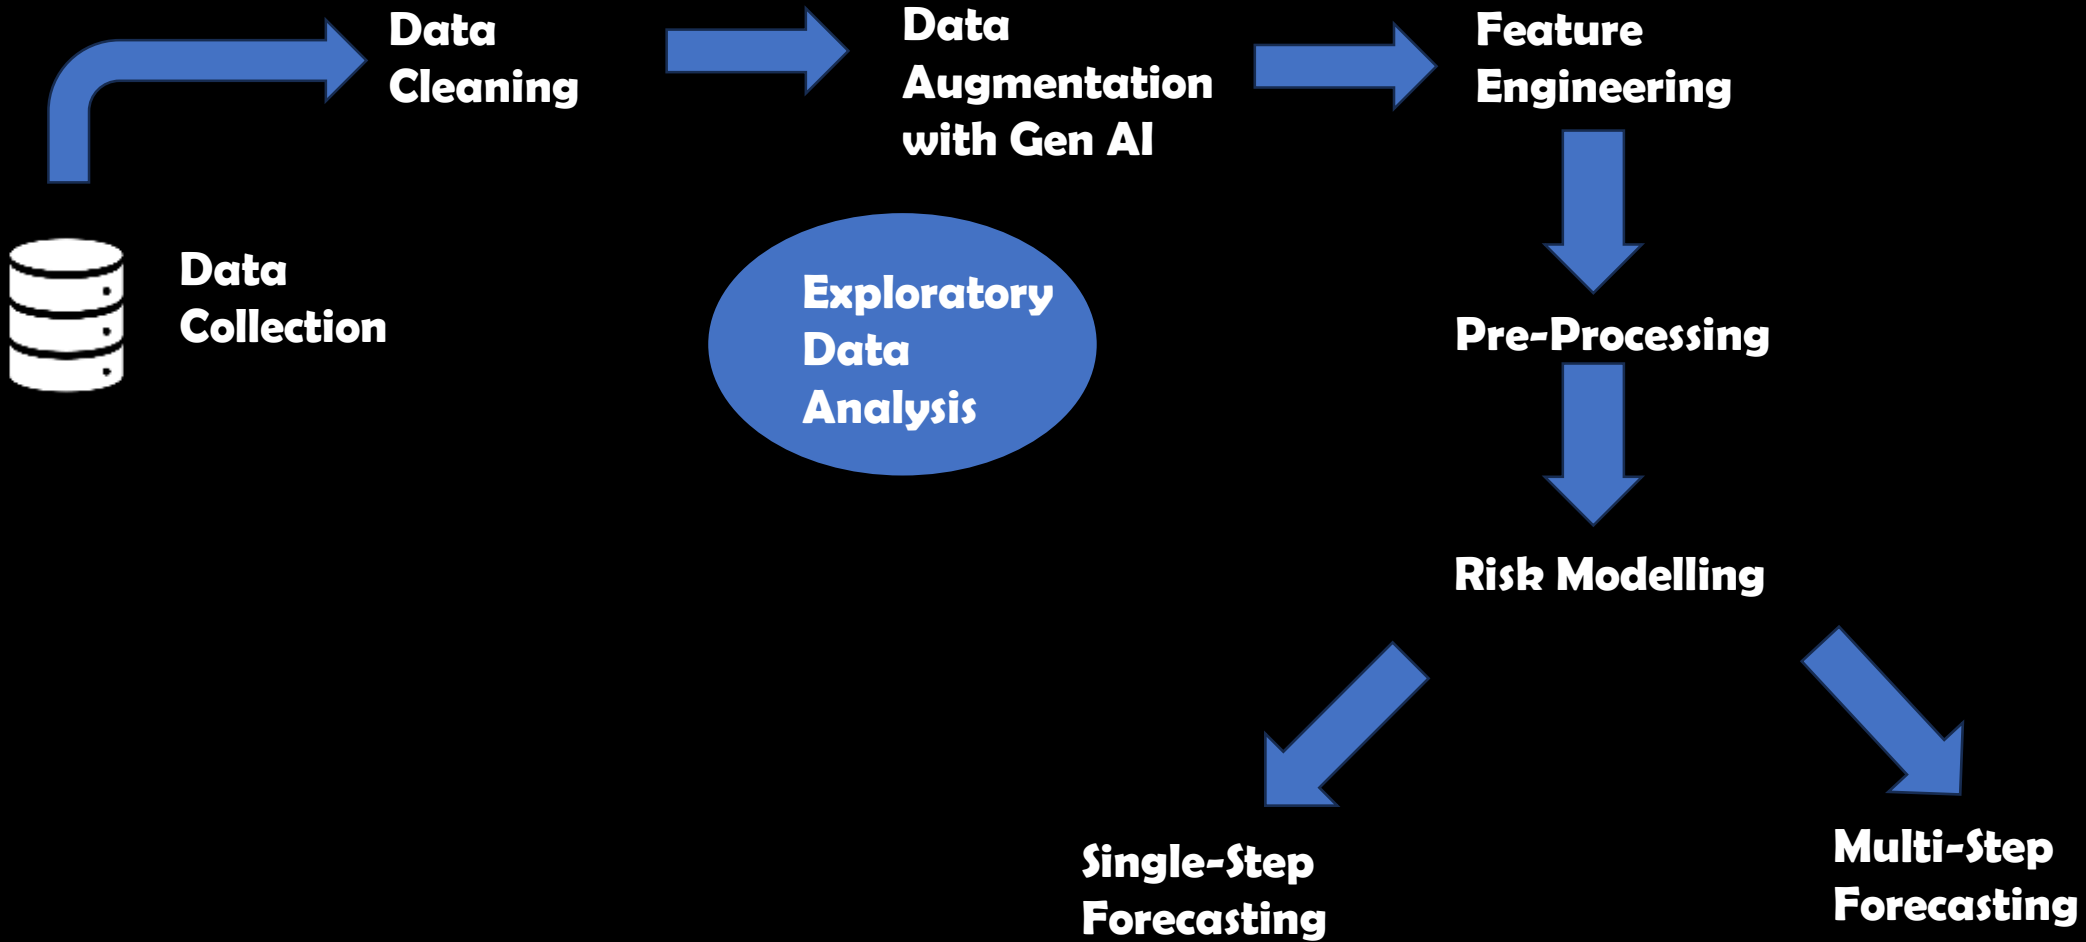 Data
Cleaning
Data
Augmentation
with Gen AI
Feature
Engineering
Data
Collection
Exploratory
Data
Analysis
Pre-Processing
Risk Modelling
Single-Step
Forecasting
Multi-Step
Forecasting